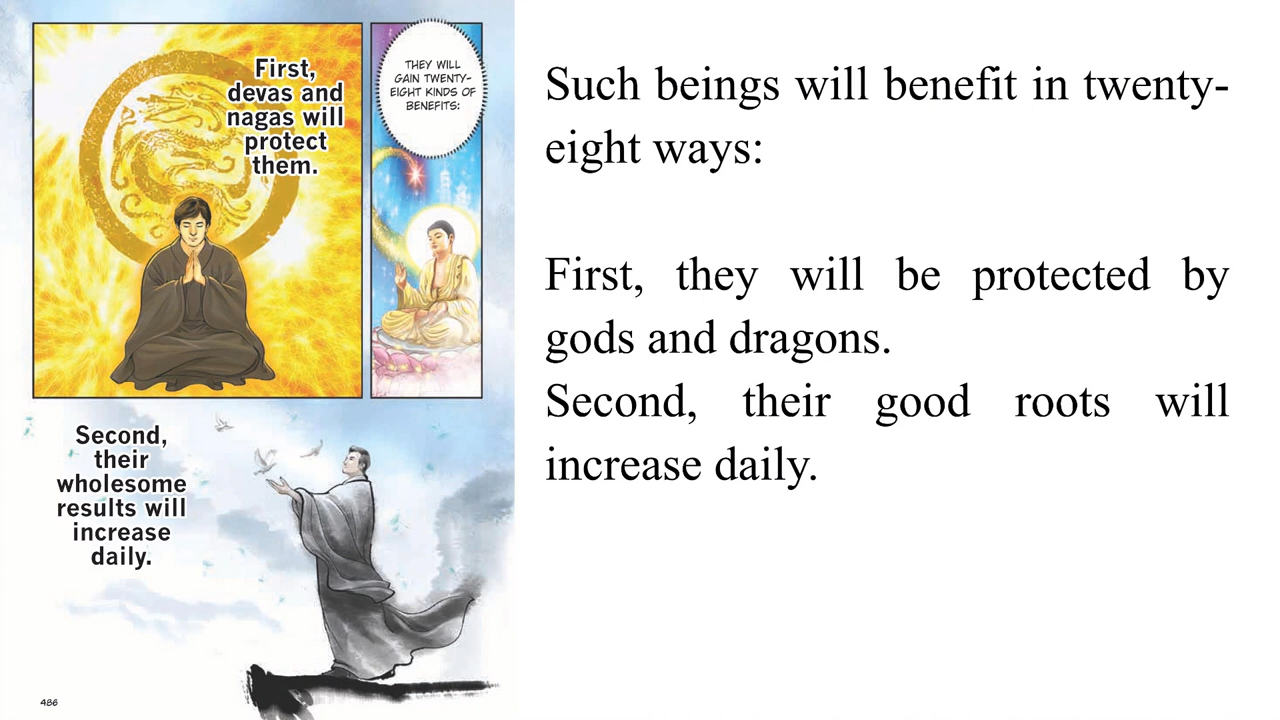 First,
devas and
nagas will
protect
them.
THEY WILL
GAIN TWENTY-
EIGHT KINDS OF
BENEFITS:
Second,
their
wholesome
results will
increase
daily.
486
Such beings will benefit in twenty-
eight ways:
First, they will be protected by
gods and dragons.
Second, their good roots will
increase daily.